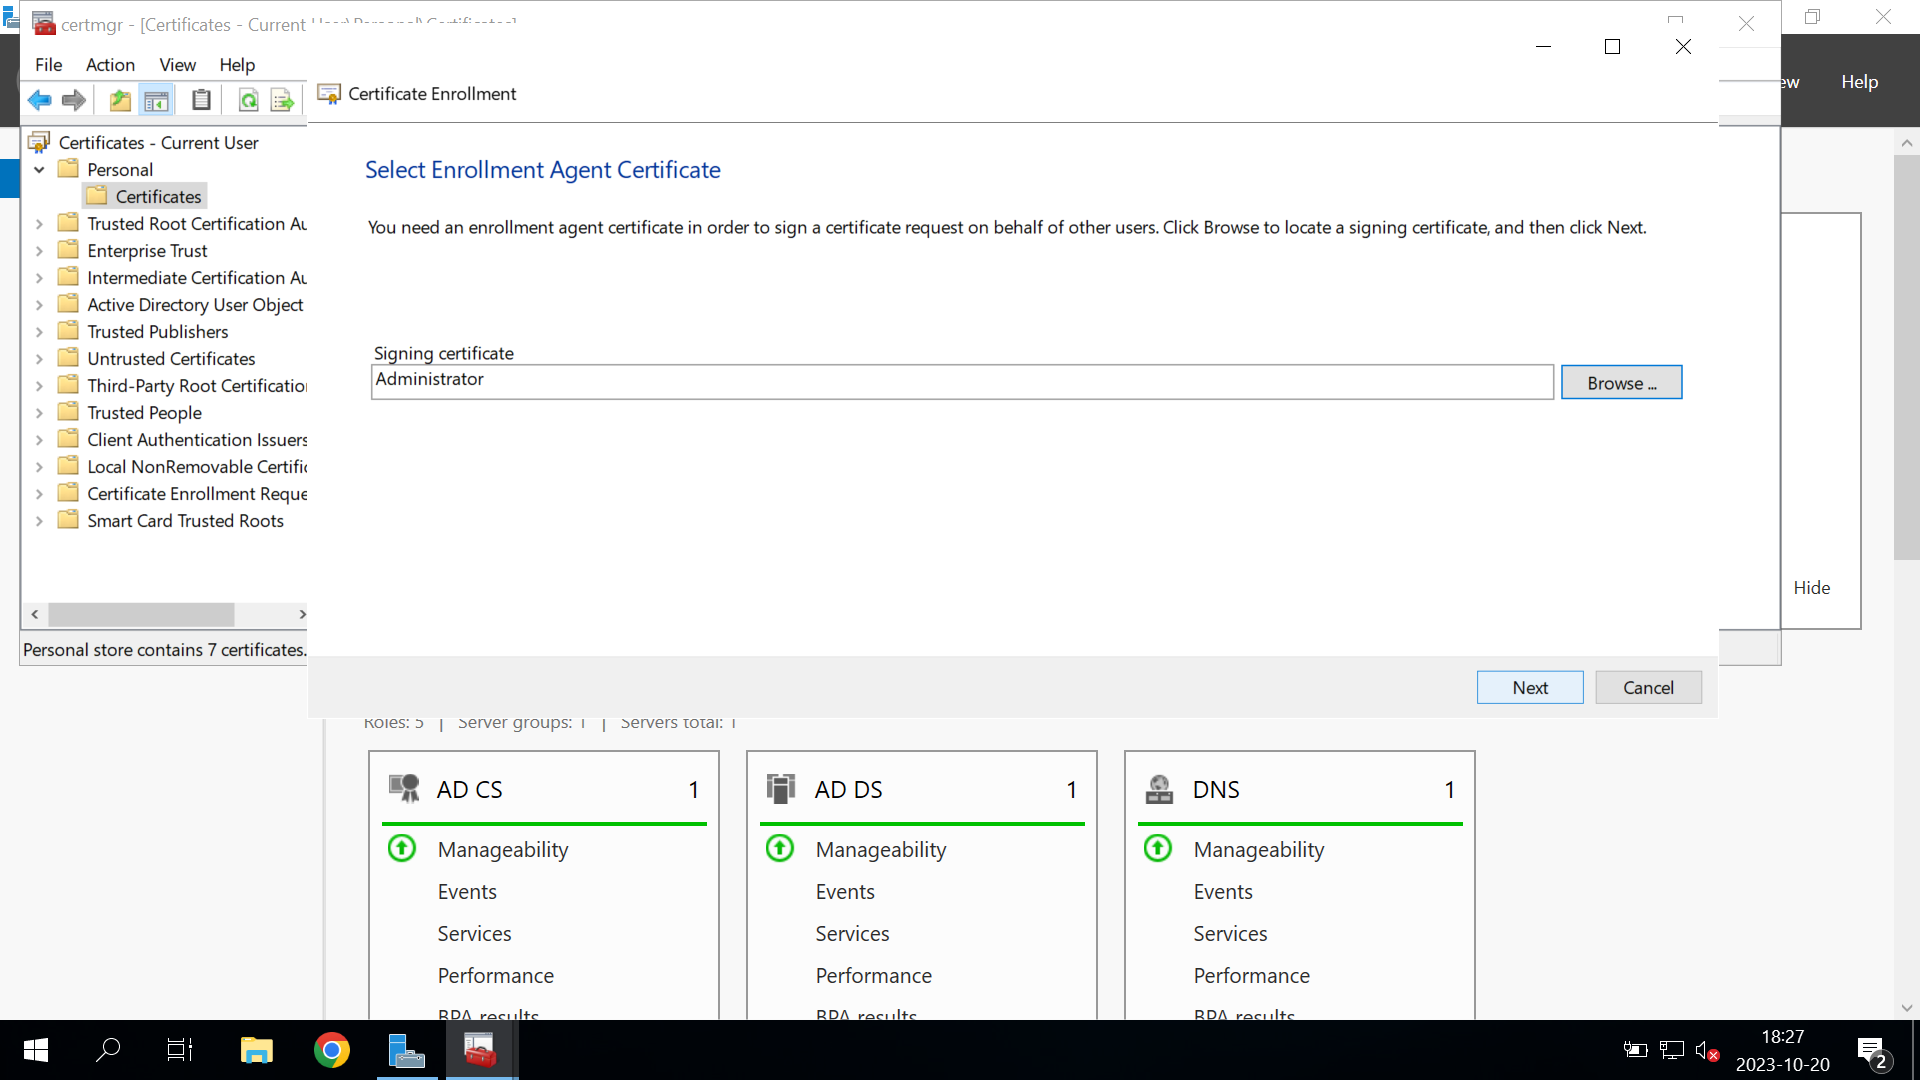 certmgr - [Certificates - Current User\Personal\Certificates]
File Action View Help
Help
Certificate Enrollment
Certificates - Current User
Personal
Certificates
Trusted Root Certification Au
Enterprise Trust
Intermediate Certification Au
Active Directory User Object
Trusted Publishers
Untrusted Certificates
Third-Party Root Certification
Trusted People
Client Authentication Issuers
Local NonRemovable Certific
Certificate Enrollment Reque
Smart Card Trusted Roots
Personal store contains 7 certificates.
Select Enrollment Agent Certificate
You need an enrollment agent certificate in order to sign a certificate request on behalf of other users. Click Browse to locate a signing certificate, and then click Next.
Signing certificate
Administrator
Browse ...
Next Cancel
Hide
Roles: 5 | Server groups: 1 | Servers total: 1
AD CS 1
Manageability
Events
Services
Performance
BPA results
AD DS 1
Manageability
Events
Services
Performance
BPA results
DNS 1
Manageability
Events
Services
Performance
BPA results
18:27
2023-10-20
2